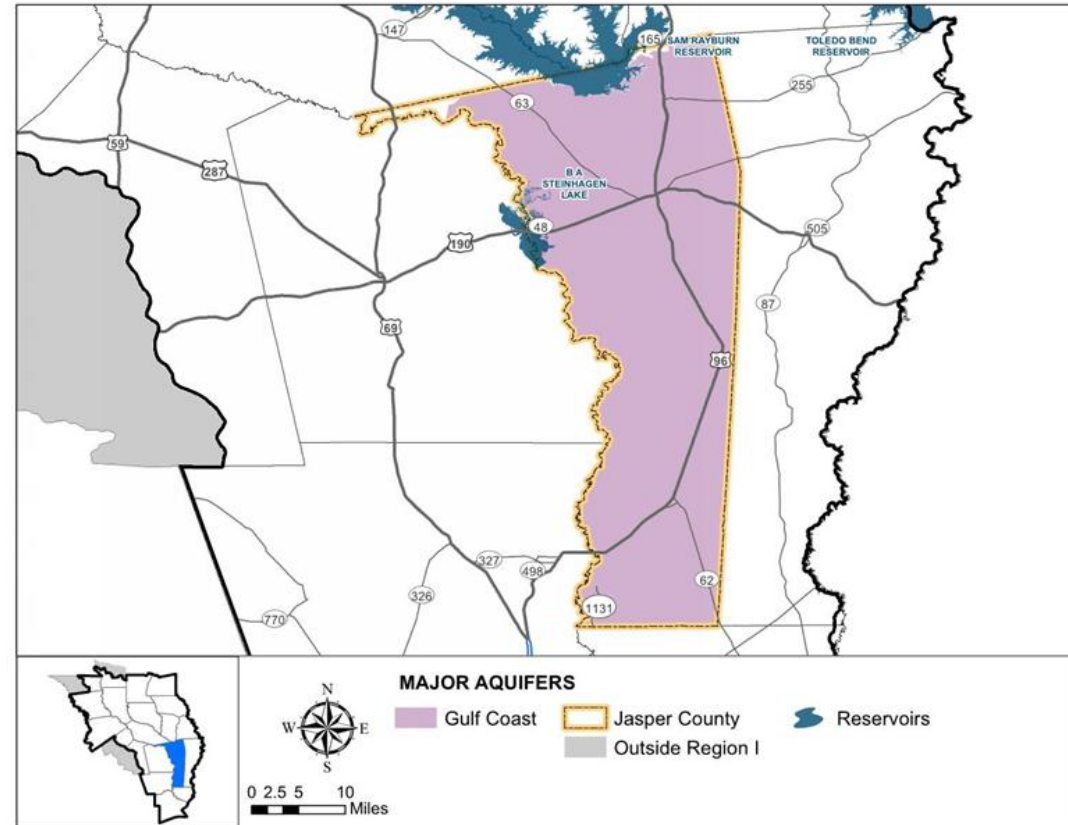 147
165
SAM RAYBURN
RESERVOIR
TOLEDO BEND
RESERVOIR
255
63
59
287
B A
STEINHAGEN
LAKE
48
190
505
87
69
96
327
498
62
326
1131
770
MAJOR AQUIFERS
Gulf Coast
Jasper County
Reservoirs
Outside Region I
N
W
E
S
0 2.5 5 10
Miles